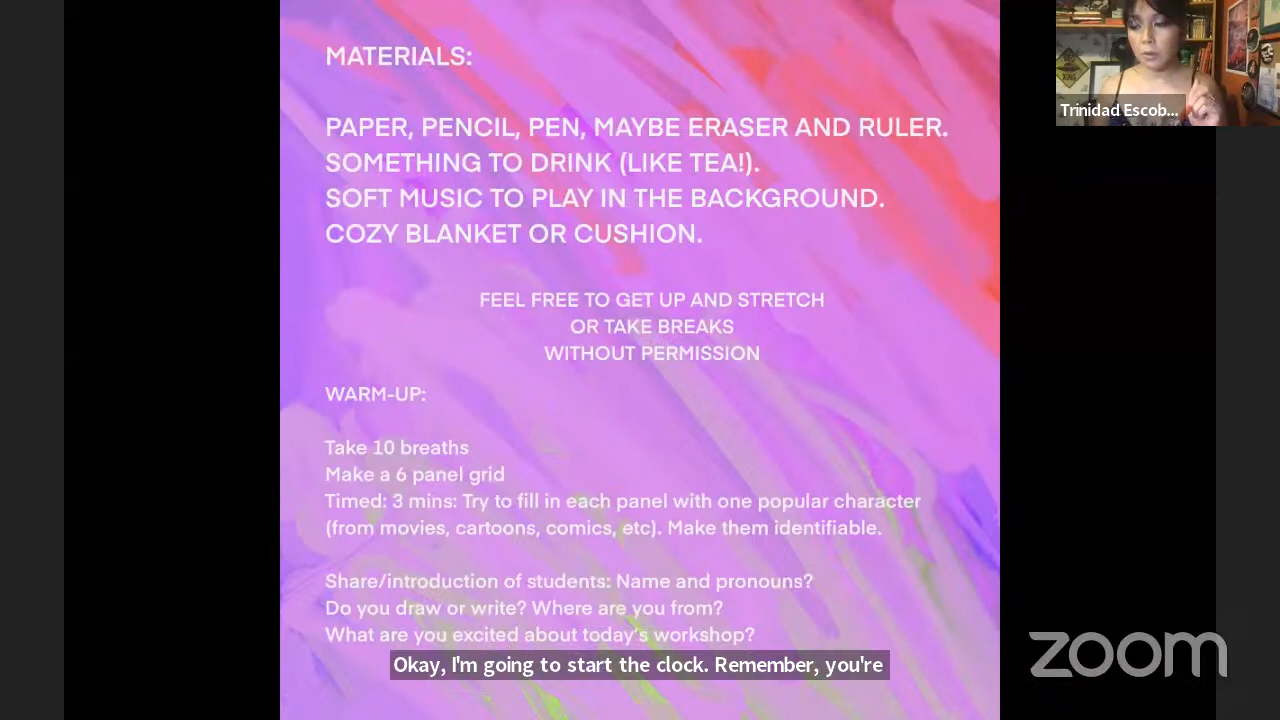 MATERIALS:
PAPER, PENCIL, PEN, MAYBE ERASER AND RULER.
SOMETHING TO DRINK (LIKE TEA!).
SOFT MUSIC TO PLAY IN THE BACKGROUND.
COZY BLANKET OR CUSHION.
FEEL FREE TO GET UP AND STRETCH
OR TAKE BREAKS
WITHOUT PERMISSION
WARM-UP:
Take 10 breaths
Make a 6 panel grid
Timed: 3 mins: Try to fill in each panel with one popular character
(from movies, cartoons, comics, etc). Make them identifiable.
Share/introduction of students: Name and pronouns?
Do you draw or write? Where are you from?
What are you excited about today's workshop?
Okay, I'm going to start the clock. Remember, you're
Trinidad Escob...
zoom